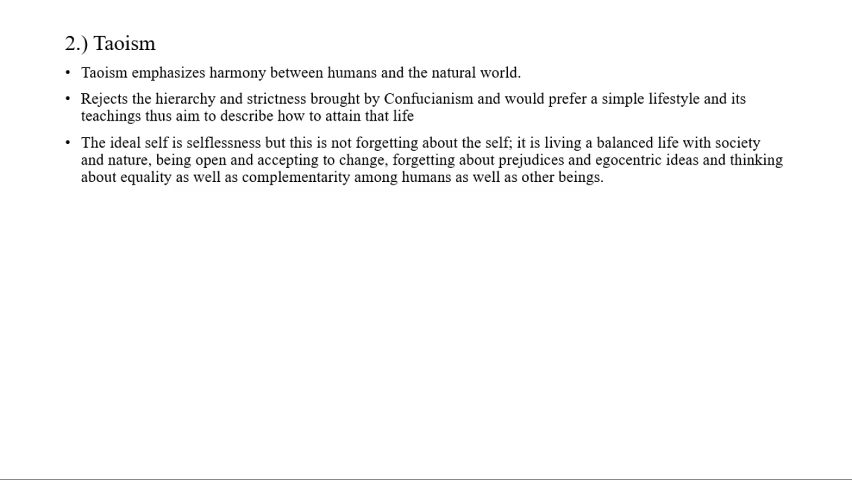 2.) Taoism
• Taoism emphasizes harmony between humans and the natural world.
• Rejects the hierarchy and strictness brought by Confucianism and would prefer a simple lifestyle and its
teachings thus aim to describe how to attain that life
• The ideal self is selflessness but this is not forgetting about the self; it is living a balanced life with society
and nature, being open and accepting to change, forgetting about prejudices and egocentric ideas and thinking
about equality as well as complementarity among humans as well as other beings.